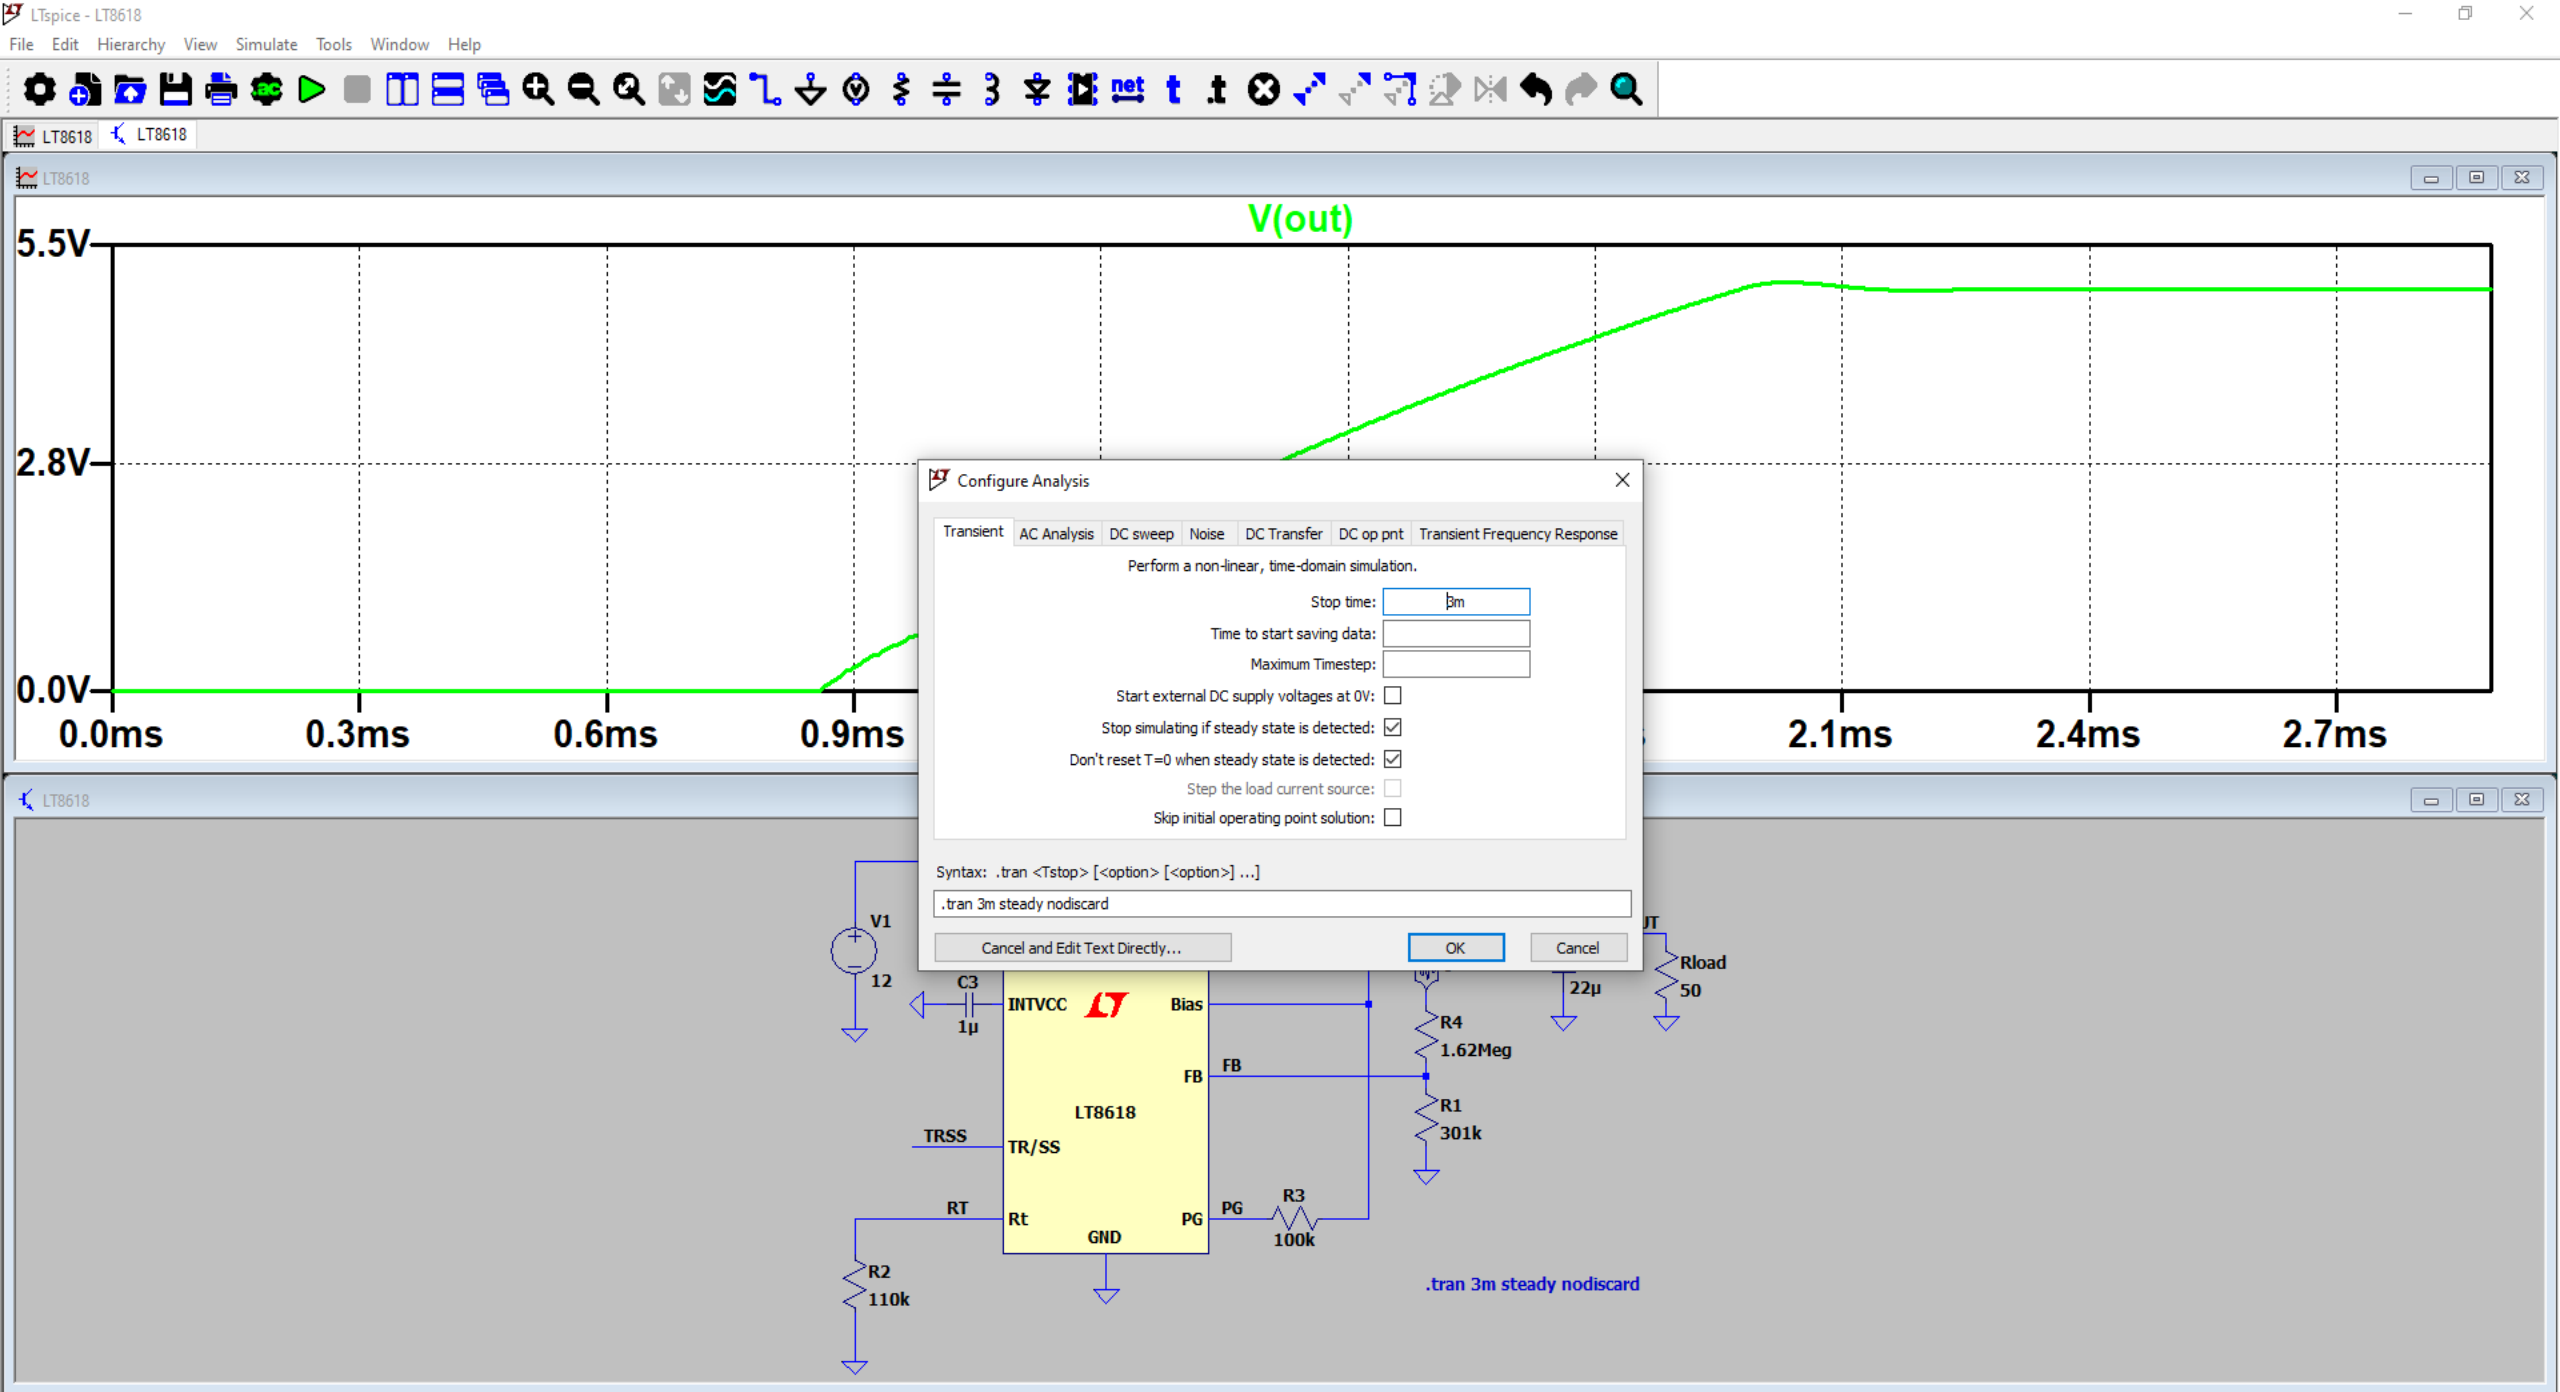 LTspice - LT8618
File Edit Hierarchy View Simulate Tools Window Help
.ac net t .t
LT8618 LT8618
LT8618
V(out)
5.5V
2.8V
0.0V
0.0ms 0.3ms 0.6ms 0.9ms 2.1ms 2.4ms 2.7ms
Configure Analysis
Transient AC Analysis DC sweep Noise DC Transfer DC op pnt Transient Frequency Response
Perform a non-linear, time-domain simulation.
Stop time: 3m
Time to start saving data:
Maximum Timestep:
Start external DC supply voltages at 0V:
Stop simulating if steady state is detected:
Don't reset T=0 when steady state is detected:
Step the load current source:
Skip initial operating point solution:
Syntax: .tran <Tstop> [<option> [<option>] ...]
.tran 3m steady nodiscard
Cancel and Edit Text Directly... OK Cancel
LT8618
V1
12
C3
1µ
INTVCC
Bias
FB
FB
LT8618
TRSS
TR/SS
RT
Rt
PG
PG
GND
R3
100k
R2
110k
R4
1.62Meg
R1
301k
22µ
UT
Rload
50
.tran 3m steady nodiscard